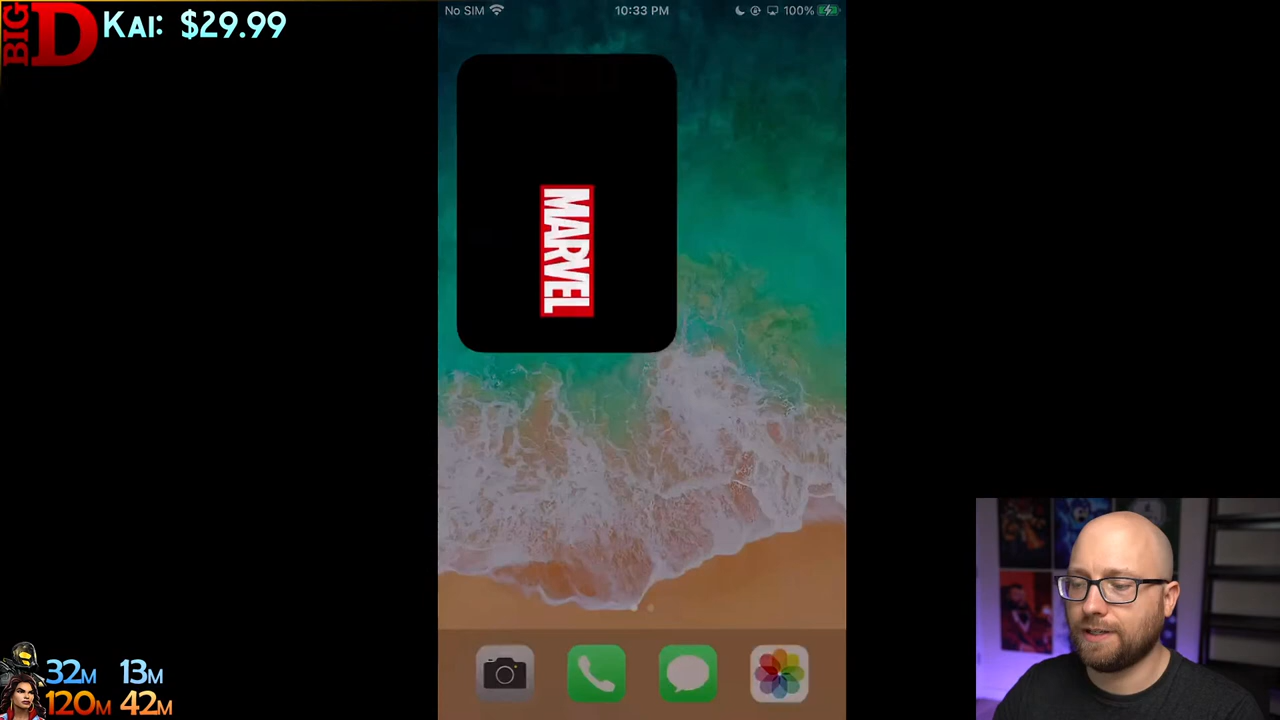 BIG D
KAI: $29.99
No SIM
10:33 PM
100%
MARVEL
32M 13M
120M 42M